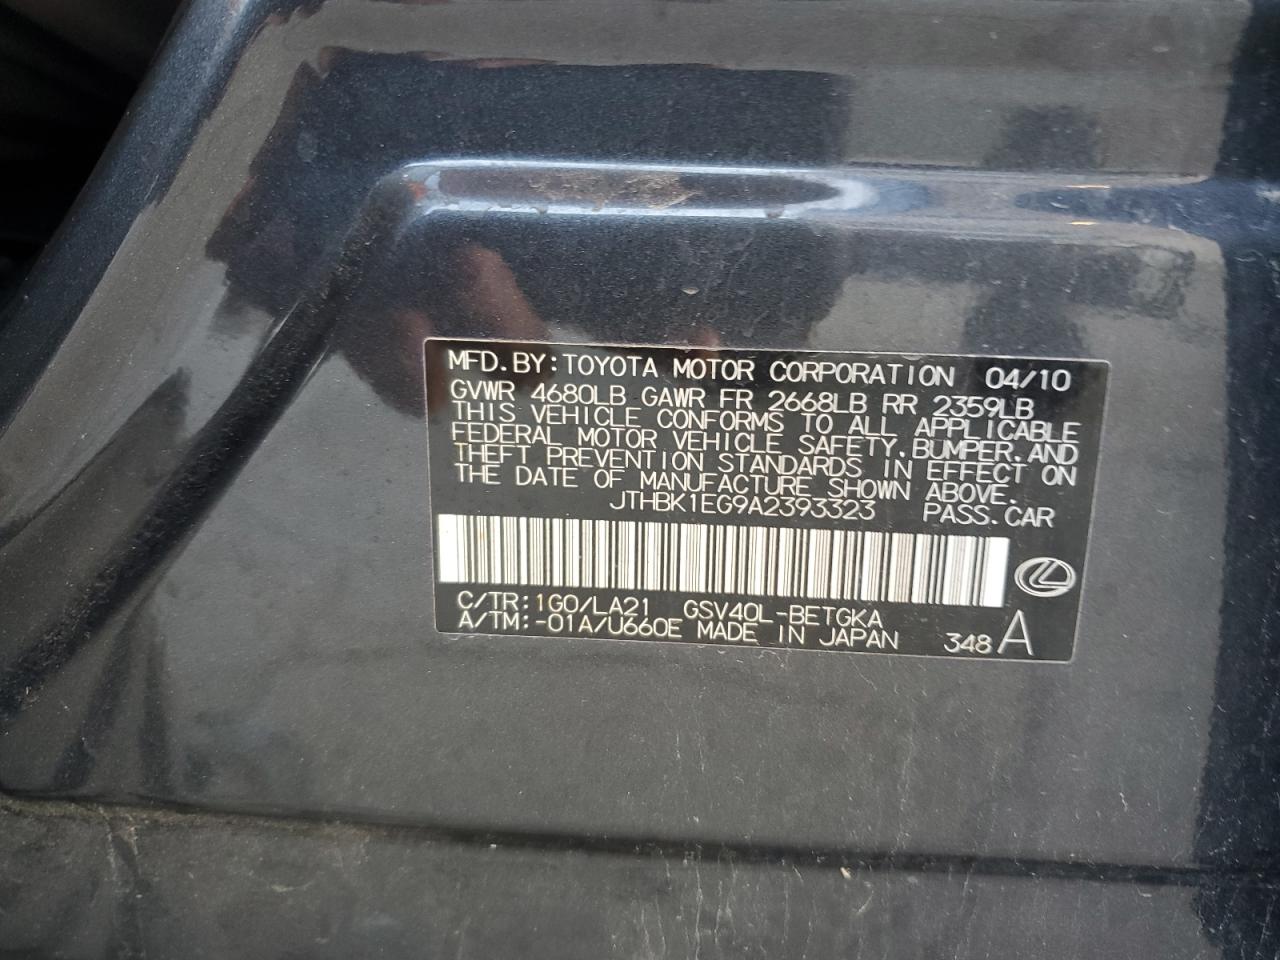 MFD. BY: TOYOTA MOTOR CORPORATION 04/10
GVWR 4680LB GAWR FR 2668LB RR 2359LB
THIS VEHICLE CONFORMS TO ALL APPLICABLE
FEDERAL MOTOR VEHICLE SAFETY, BUMPER, AND
THEFT PREVENTION STANDARDS IN EFFECT ON
THE DATE OF MANUFACTURE SHOWN ABOVE.
JTHBK1EG9A2393323 PASS. CAR
C/TR: 1G0/LA21 GSV40L-BETGKA
A/TM: -01A/U660E MADE IN JAPAN 348 A